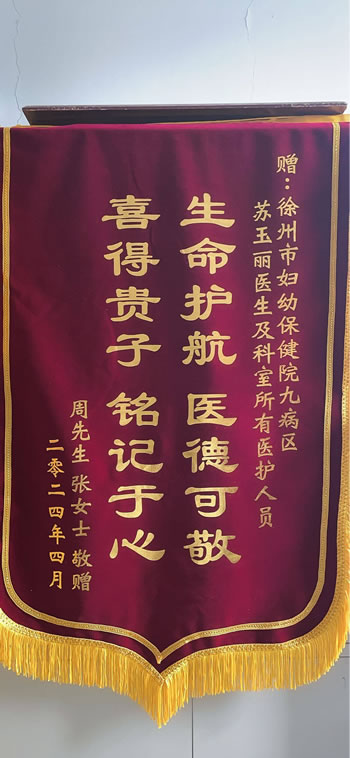 赠：徐州市妇幼保健院九病区
苏玉丽医生及科室所有医护人员
生命护航 医德可敬
喜得贵子 铭记于心
周先生 张女士 敬赠
二零二四年四月